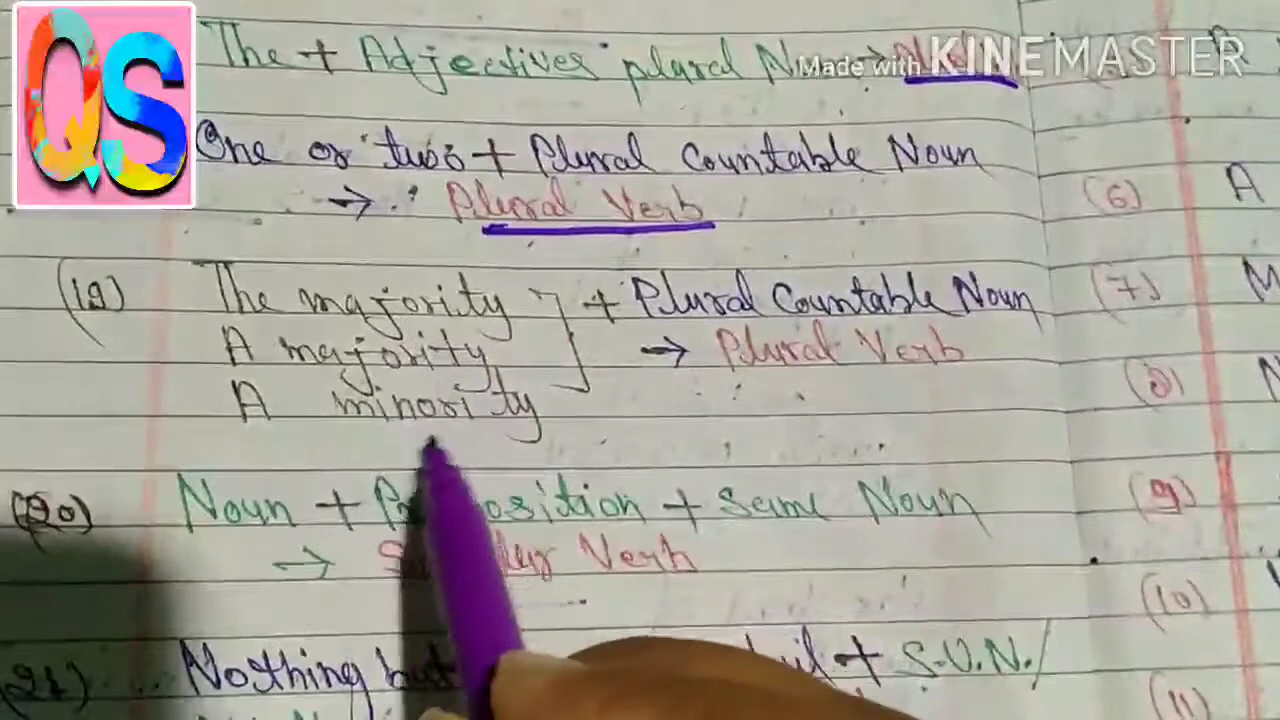 QS
The + Adjectives plural
Made with KINEMASTER
One or two + Plural Countable Noun
→ Plural Verb
(6) A
(19) The majority
A majority
A minority
+ Plural Countable Noun
→ Plural Verb
(7) M
(20) Noun + Preposition + Same Noun
→ Verb
(9)
(10)
(21) Nothing but + S.U.N./
(11)